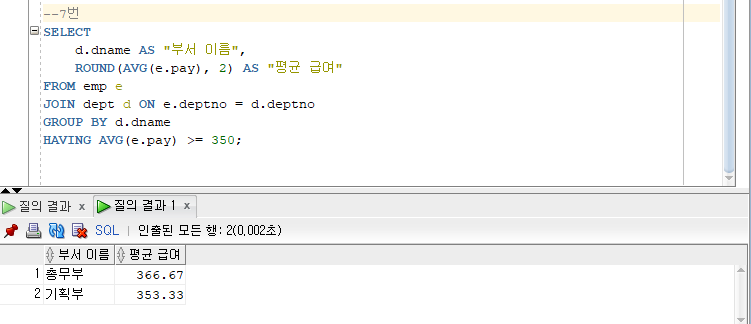 --7번
SELECT
d.dname AS "부서 이름",
ROUND(AVG(e.pay), 2) AS "평균 급여"
FROM emp e
JOIN dept d ON e.deptno = d.deptno
GROUP BY d.dname
HAVING AVG(e.pay) >= 350;
질의 결과 x 질의 결과 1 x
SQL | 인출된 모든 행: 2(0,002초)
부서 이름 평균 급여
1 총무부 366.67
2 기획부 353.33